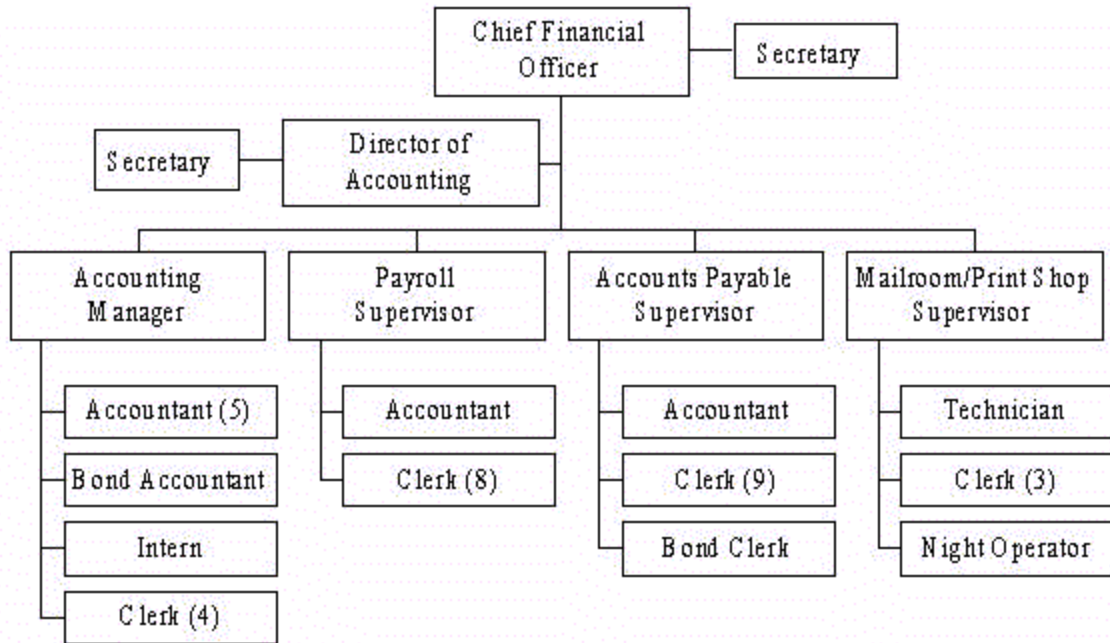 Chief Financial
Officer
Secretary
Secretary
Director of
Accounting
Accounting
Manager
Payroll
Supervisor
Accounts Payable
Supervisor
Mailroom/Print Shop
Supervisor
Accountant (5)
Bond Accountant
Intern
Clerk (4)
Accountant
Clerk (8)
Accountant
Clerk (9)
Bond Clerk
Technician
Clerk (3)
Night Operator